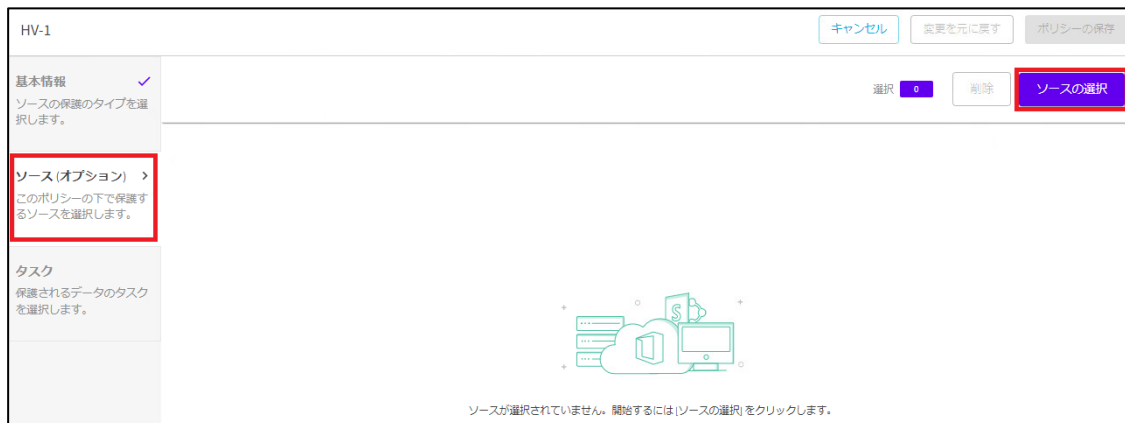 HV-1
キャンセル
変更を元に戻す
ポリシーの保存
基本情報
ソースの保護のタイプを選
択します。
選択 0
削除
ソースの選択
ソース (オプション)
このポリシーの下で保護す
るソースを選択します。
タスク
保護されるデータのタスク
を選択します。
S
ソースが選択されていません。開始するには [ソースの選択] をクリックします。